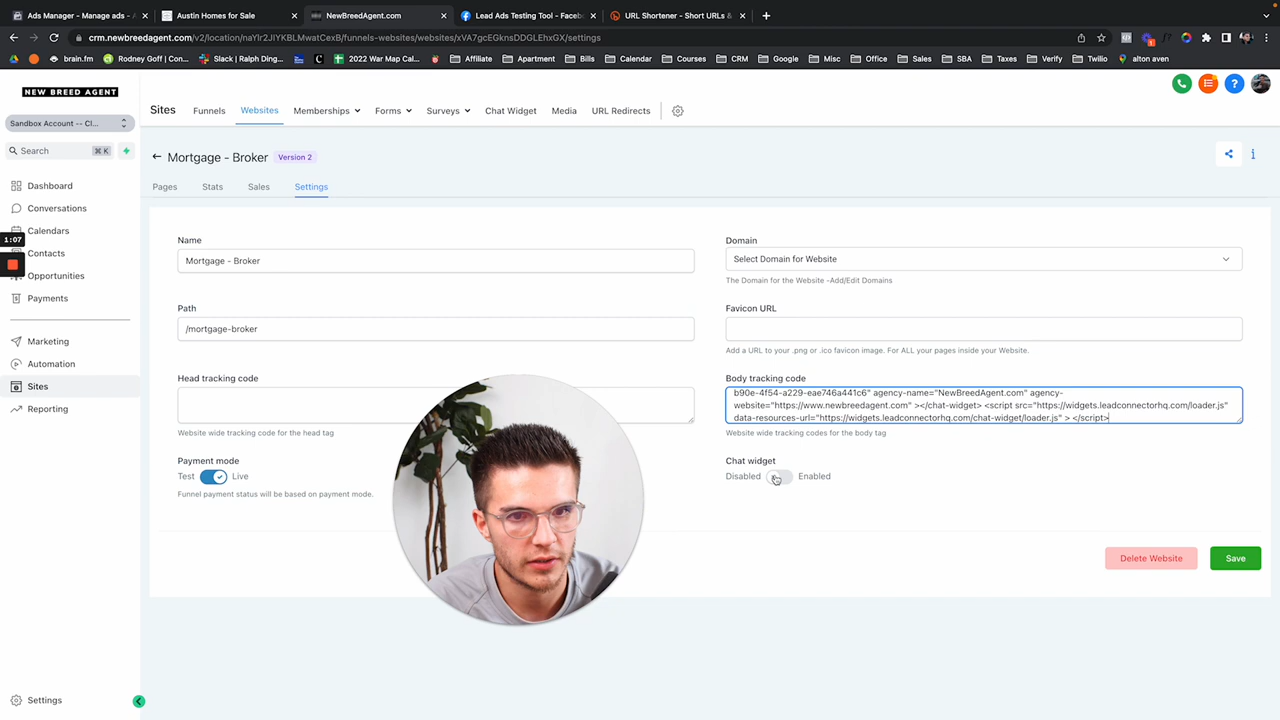 Ads Manager - Manage ads - A
Austin Homes for Sale
NewBreedAgent.com
Lead Ads Testing Tool - Faceb
URL Shortener - Short URLs &
crm.newbreedagent.com/v2/location/naYlr2JIYKBLMwatCexB/funnels-websites/websites/xVA7gcEGknsDDGLEhxGX/settings
brain.fm
Rodney Goff | Con...
Slack | Ralph Ding...
2022 War Map Cal...
Affiliate
Apartment
Bills
Calendar
Courses
CRM
Google
Misc
Office
Sales
SBA
Taxes
Verify
Twilio
alton aven
NEW BREED AGENT
Sites
Funnels
Websites
Memberships
Forms
Surveys
Chat Widget
Media
URL Redirects
Sandbox Account -- Cl...
Search
⌘ K
Mortgage - Broker
Version 2
Pages
Stats
Sales
Settings
Dashboard
Conversations
Calendars
1:07
Contacts
Opportunities
Payments
Marketing
Automation
Sites
Reporting
Settings
Name
Mortgage - Broker
Domain
Select Domain for Website
The Domain for the Website -Add/Edit Domains
Path
/mortgage-broker
Favicon URL
Add a URL to your .png or .ico favicon image. For ALL your pages inside your Website.
Head tracking code
Website wide tracking code for the head tag
Body tracking code
b90e-4f54-a229-eae746a441c6" agency-name="NewBreedAgent.com" agency-
website="https://www.newbreedagent.com" ></chat-widget> <script src="https://widgets.leadconnectorhq.com/loader.js"
data-resources-url="https://widgets.leadconnectorhq.com/chat-widget/loader.js" > </script>
Website wide tracking codes for the body tag
Payment mode
Test
Live
Funnel payment status will be based on payment mode.
Chat widget
Disabled
Enabled
Delete Website
Save